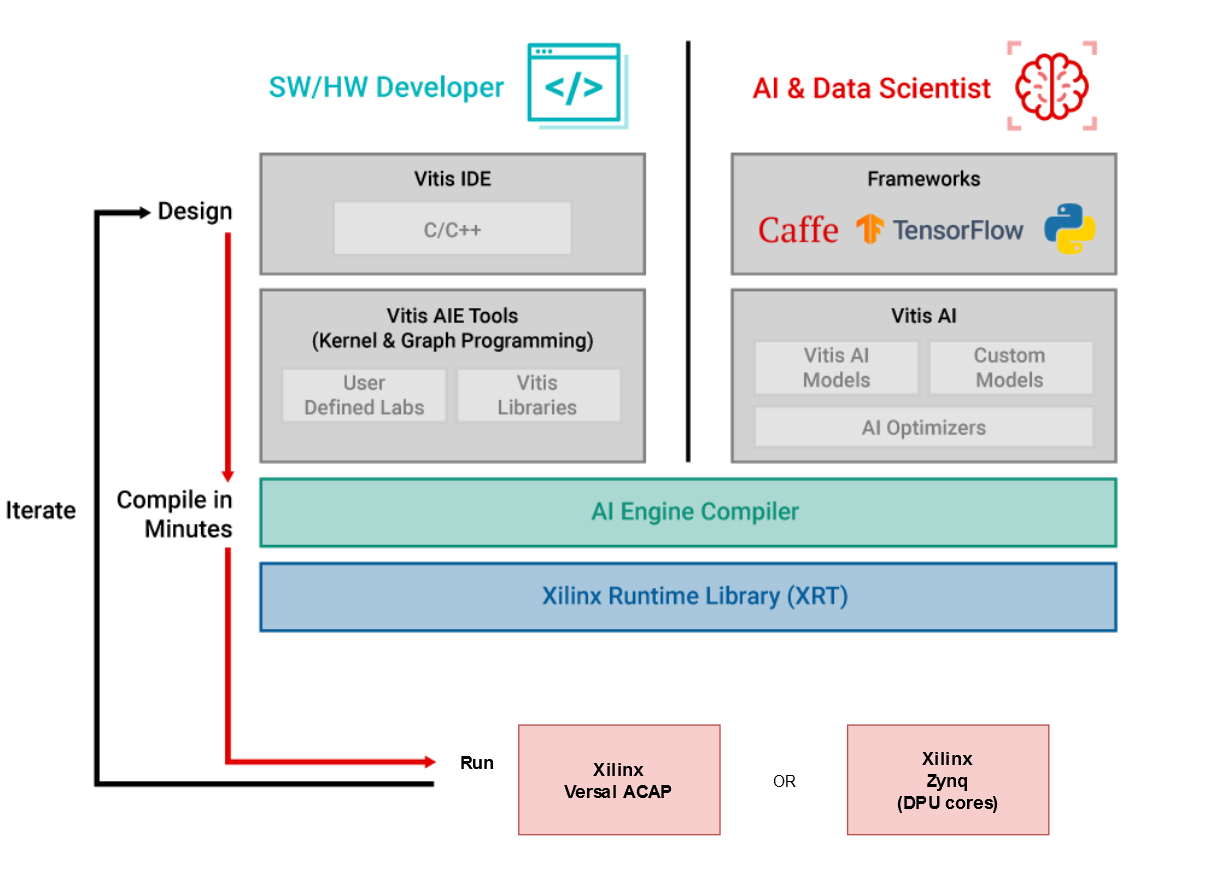 SW/HW Developer
</>
AI & Data Scientist
Design
Vitis IDE
C/C++
Frameworks
Caffe
TensorFlow
Vitis AIE Tools
(Kernel & Graph Programming)
User
Defined Labs
Vitis
Libraries
Vitis AI
Vitis AI
Models
Custom
Models
AI Optimizers
Iterate
Compile in
Minutes
AI Engine Compiler
Xilinx Runtime Library (XRT)
Run
Xilinx
Versal ACAP
OR
Xilinx
Zynq
(DPU cores)